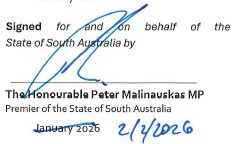 Signed for and on behalf of the
State of South Australia by
The Honourable Peter Malinauskas MP
Premier of the State of South Australia
January 2026 2/2/2026